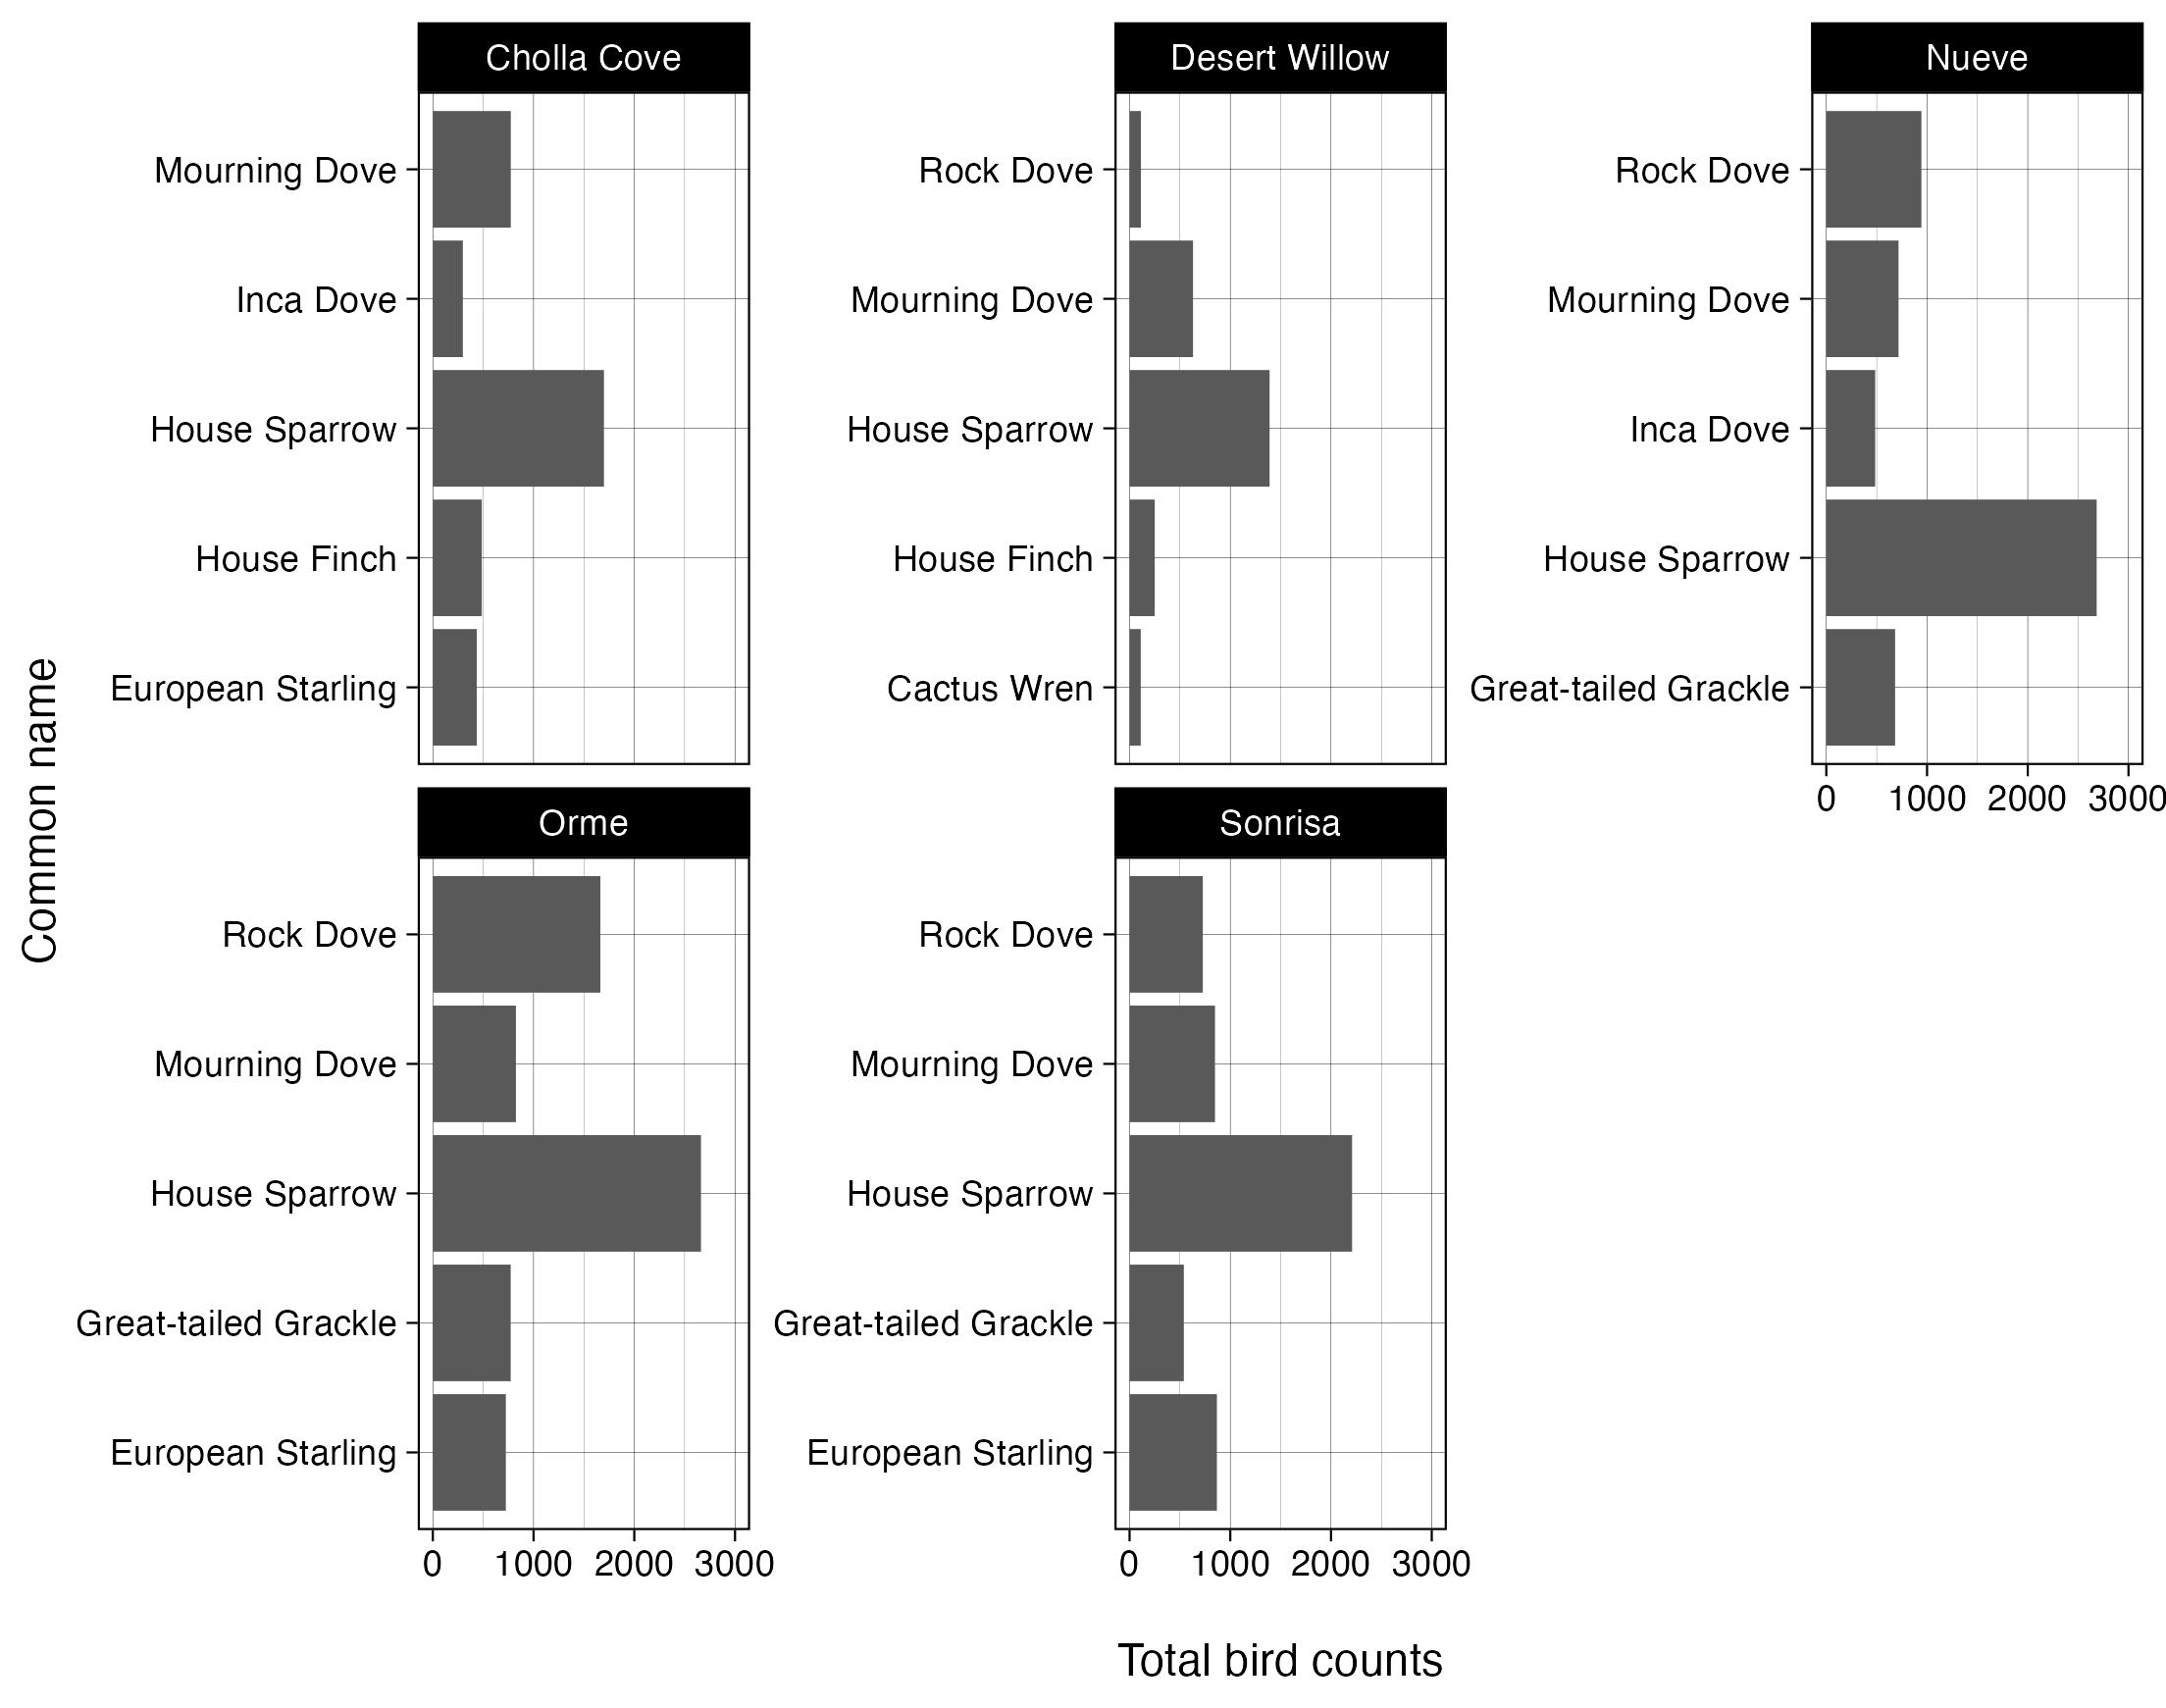 Cholla Cove
Mourning Dove
Inca Dove
House Sparrow
House Finch
European Starling
Desert Willow
Rock Dove
Mourning Dove
House Sparrow
House Finch
Cactus Wren
Nueve
Rock Dove
Mourning Dove
Inca Dove
House Sparrow
Great-tailed Grackle
0 1000 2000 3000
Orme
Rock Dove
Mourning Dove
House Sparrow
Great-tailed Grackle
European Starling
0 1000 2000 3000
Sonrisa
Rock Dove
Mourning Dove
House Sparrow
Great-tailed Grackle
European Starling
0 1000 2000 3000
Common name
Total bird counts